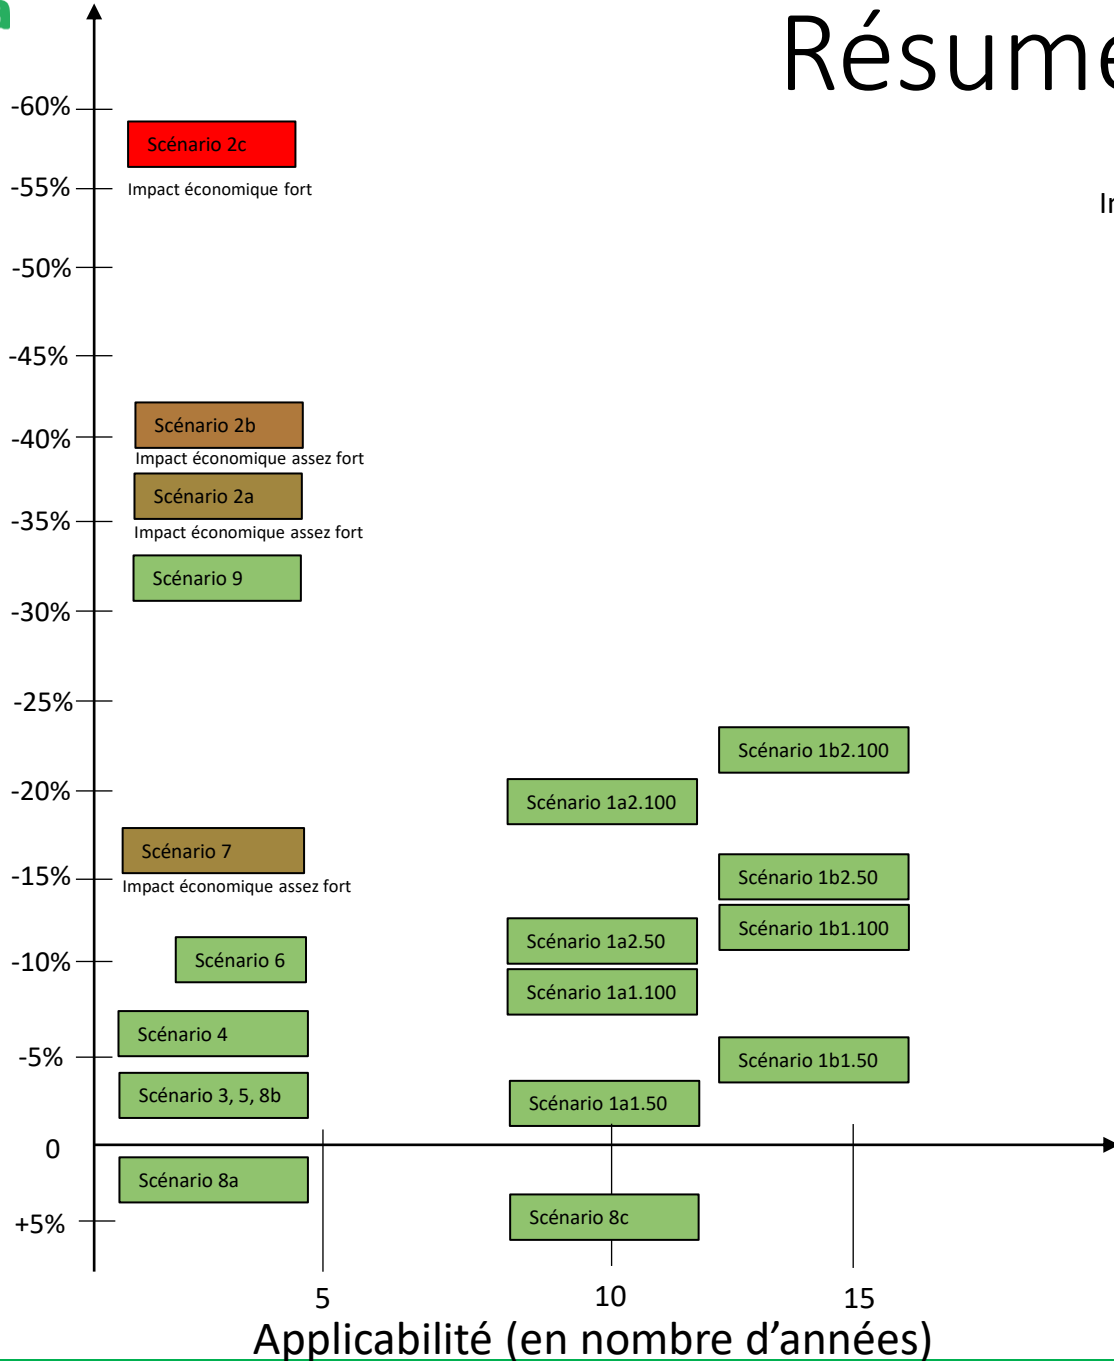 Résumé
-60%
Scénario 2c
-55%
Impact économique fort
-50%
-45%
Scénario 2b
-40%
Impact économique assez fort
Scénario 2a
-35%
Impact économique assez fort
Scénario 9
-30%
-25%
Scénario 1b2.100
-20%
Scénario 1a2.100
Scénario 7
-15%
Impact économique assez fort
Scénario 1b2.50
Scénario 1b1.100
Scénario 1a2.50
-10%
Scénario 6
Scénario 1a1.100
Scénario 4
-5%
Scénario 1b1.50
Scénario 3, 5, 8b
Scénario 1a1.50
0
Scénario 8a
+5%
Scénario 8c
5
10
15
Applicabilité (en nombre d’années)